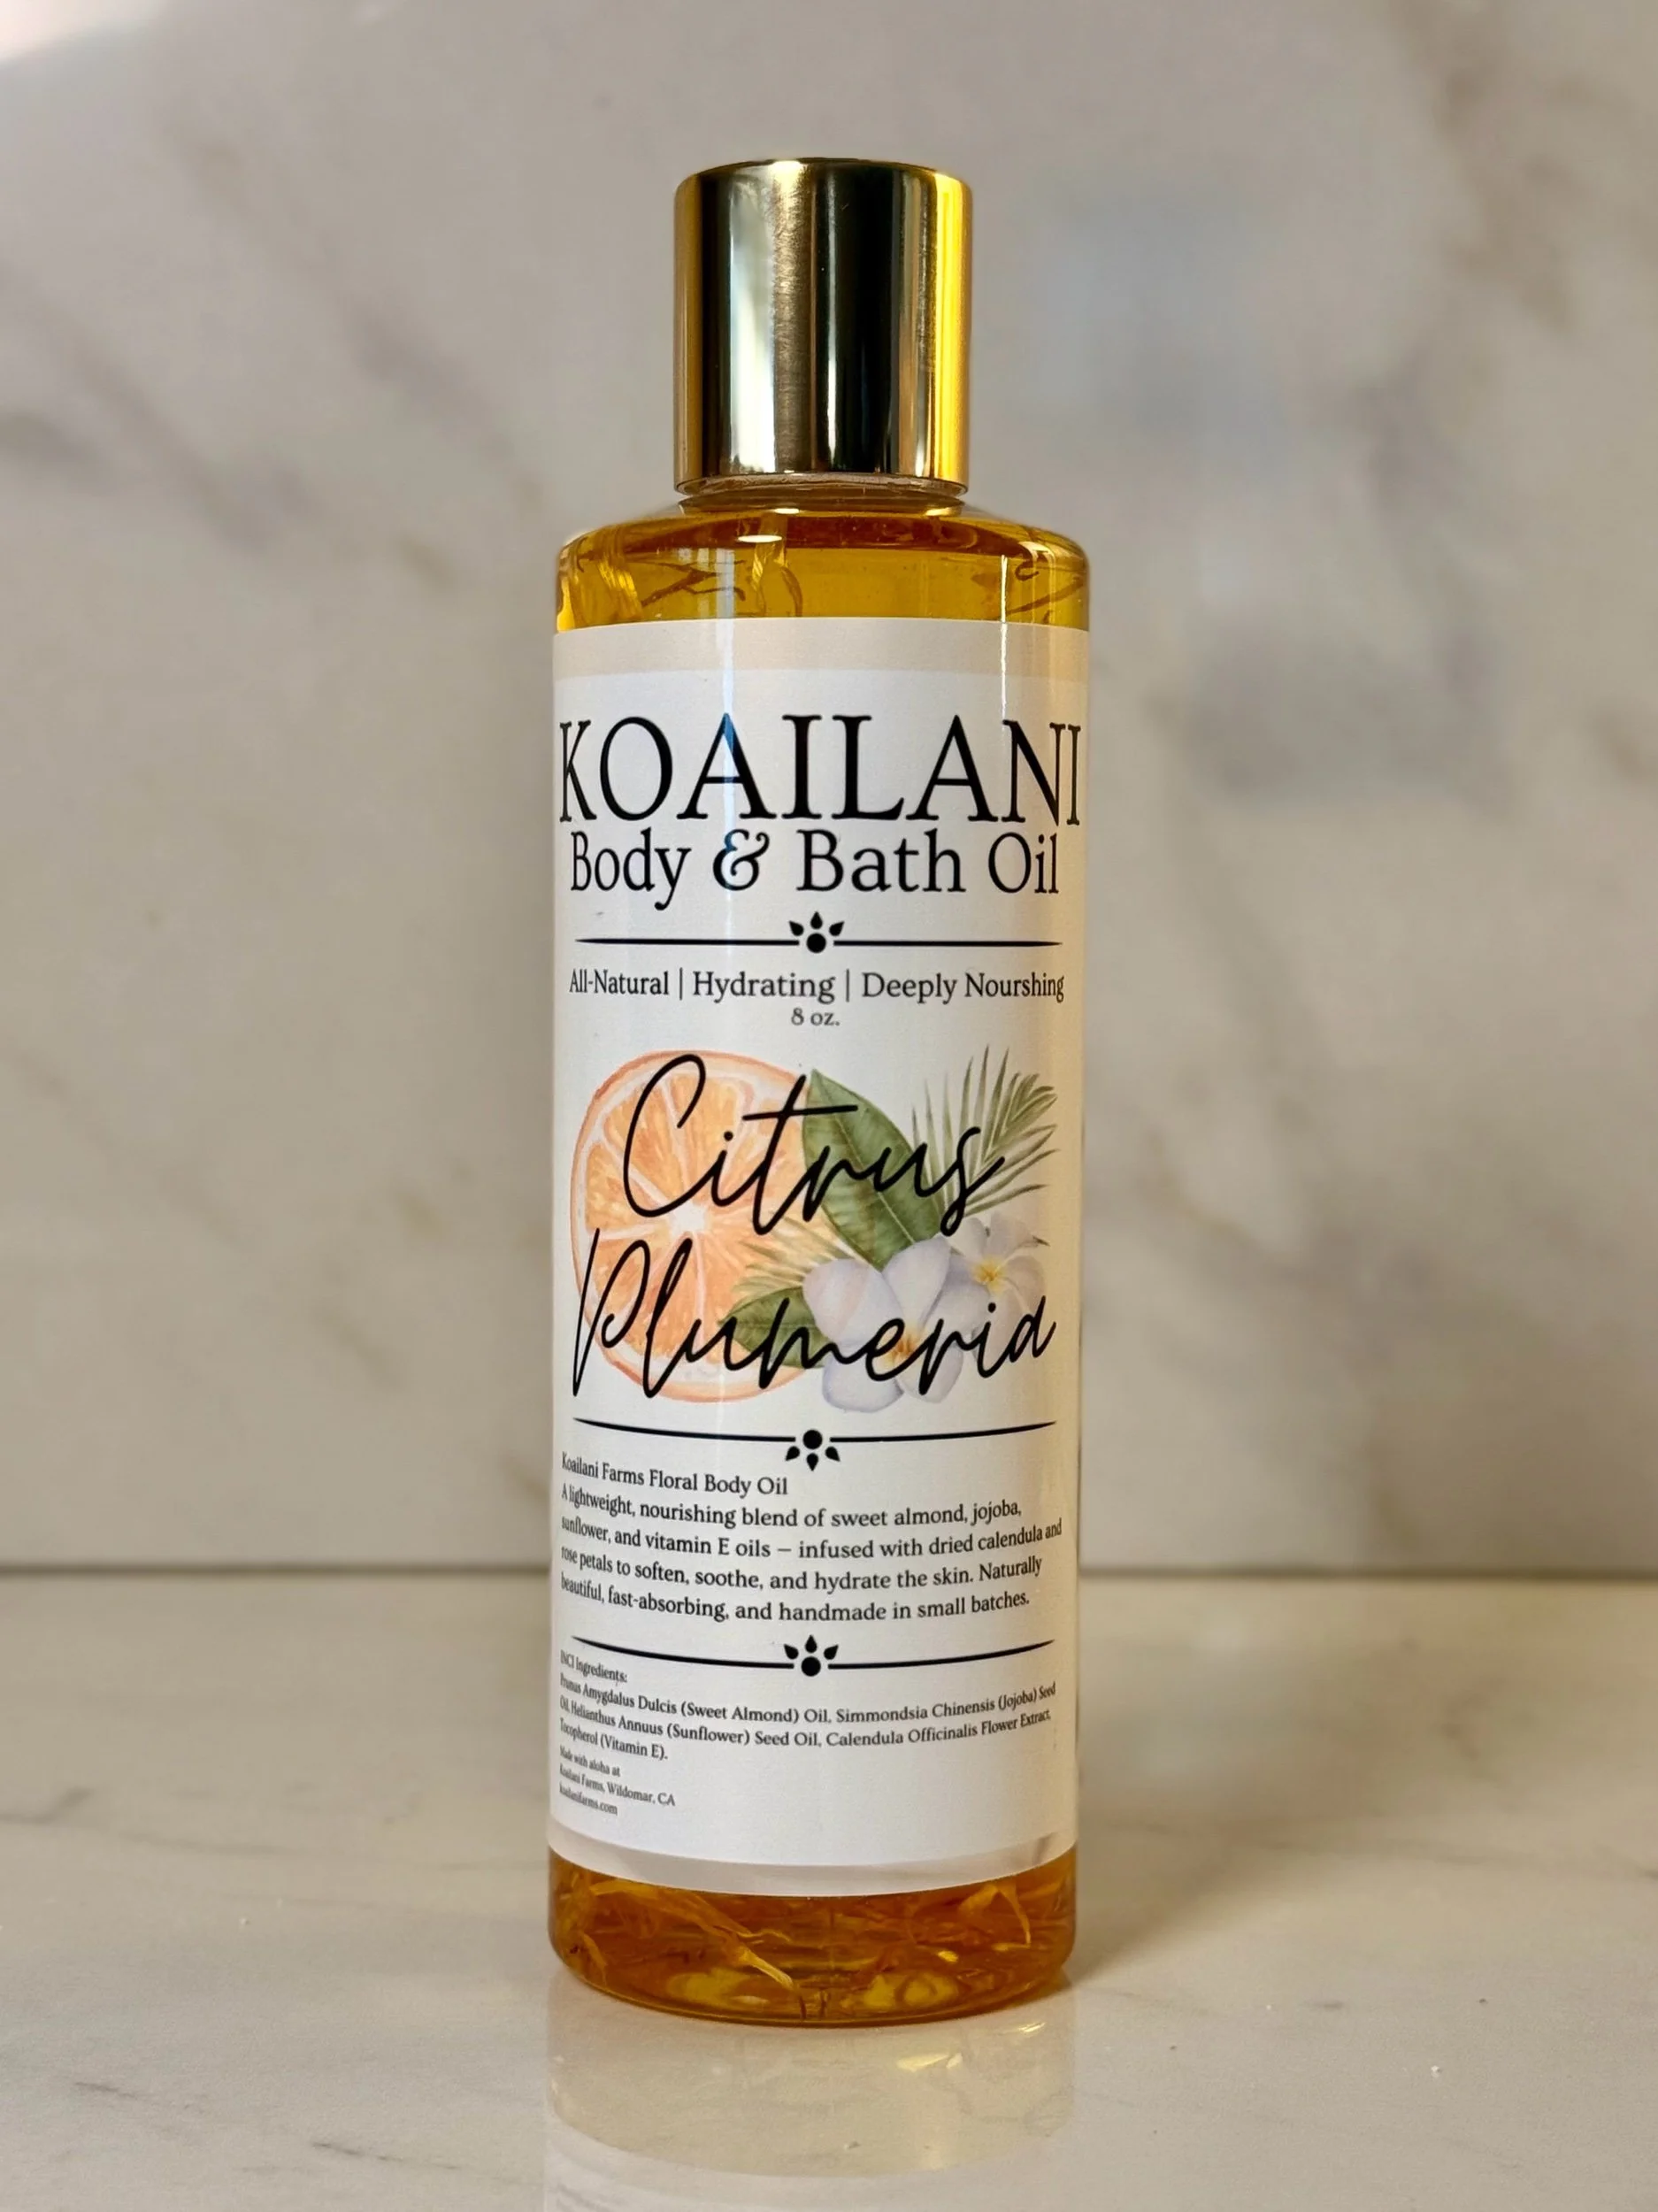 KOAILANI
Body & Bath Oil
All-Natural | Hydrating | Deeply Nourshing
8 oz.
Citrus
Plumeria
Koailani Farms Floral Body Oil
A lightweight, nourishing blend of sweet almond, jojoba,
sunflower, and vitamin E oils – infused with dried calendula and
rose petals to soften, soothe, and hydrate the skin. Naturally
beautiful, fast-absorbing, and handmade in small batches.
INCI Ingredients:
Prunus Amygdalus Dulcis (Sweet Almond) Oil, Simmondsia Chinensis (Jojoba) Seed
Oil, Helianthus Annuus (Sunflower) Seed Oil, Calendula Officinalis Flower Extract,
Tocopherol (Vitamin E).
Made with aloha at
Koailani Farms, Wildomar, CA
koailanifarms.com